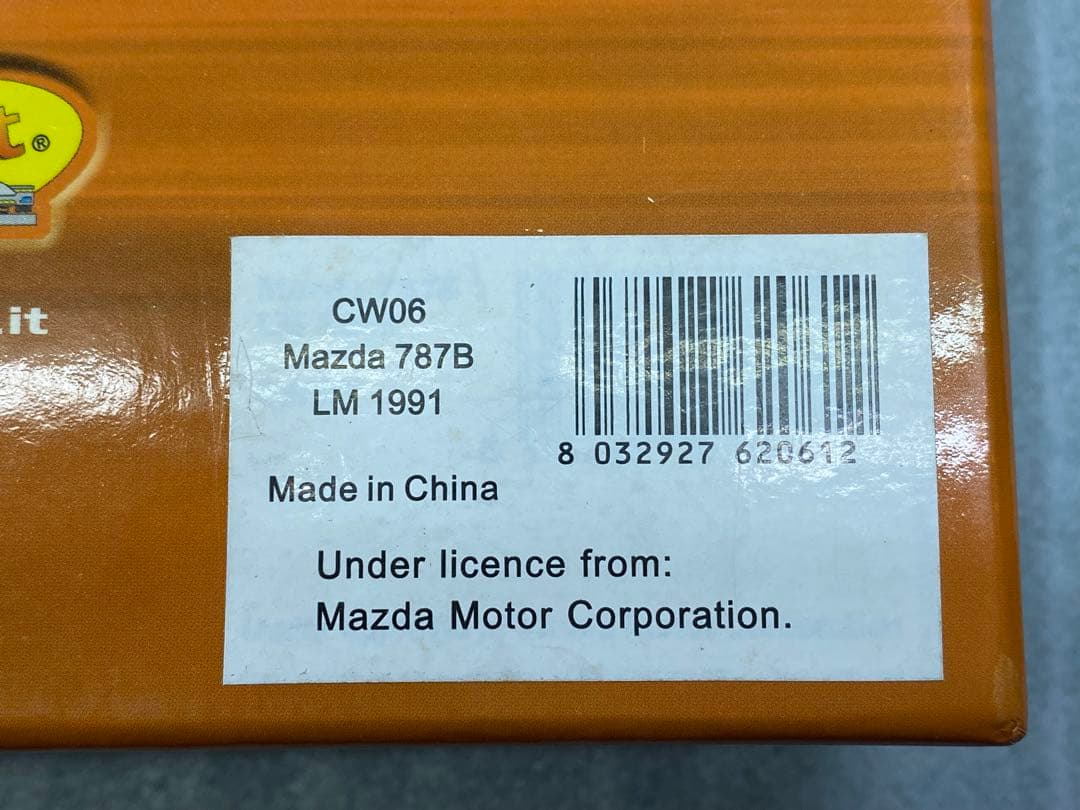 t®
.it
CW06
Mazda 787B
LM 1991
8 032927 620612
Made in China
Under licence from:
Mazda Motor Corporation.